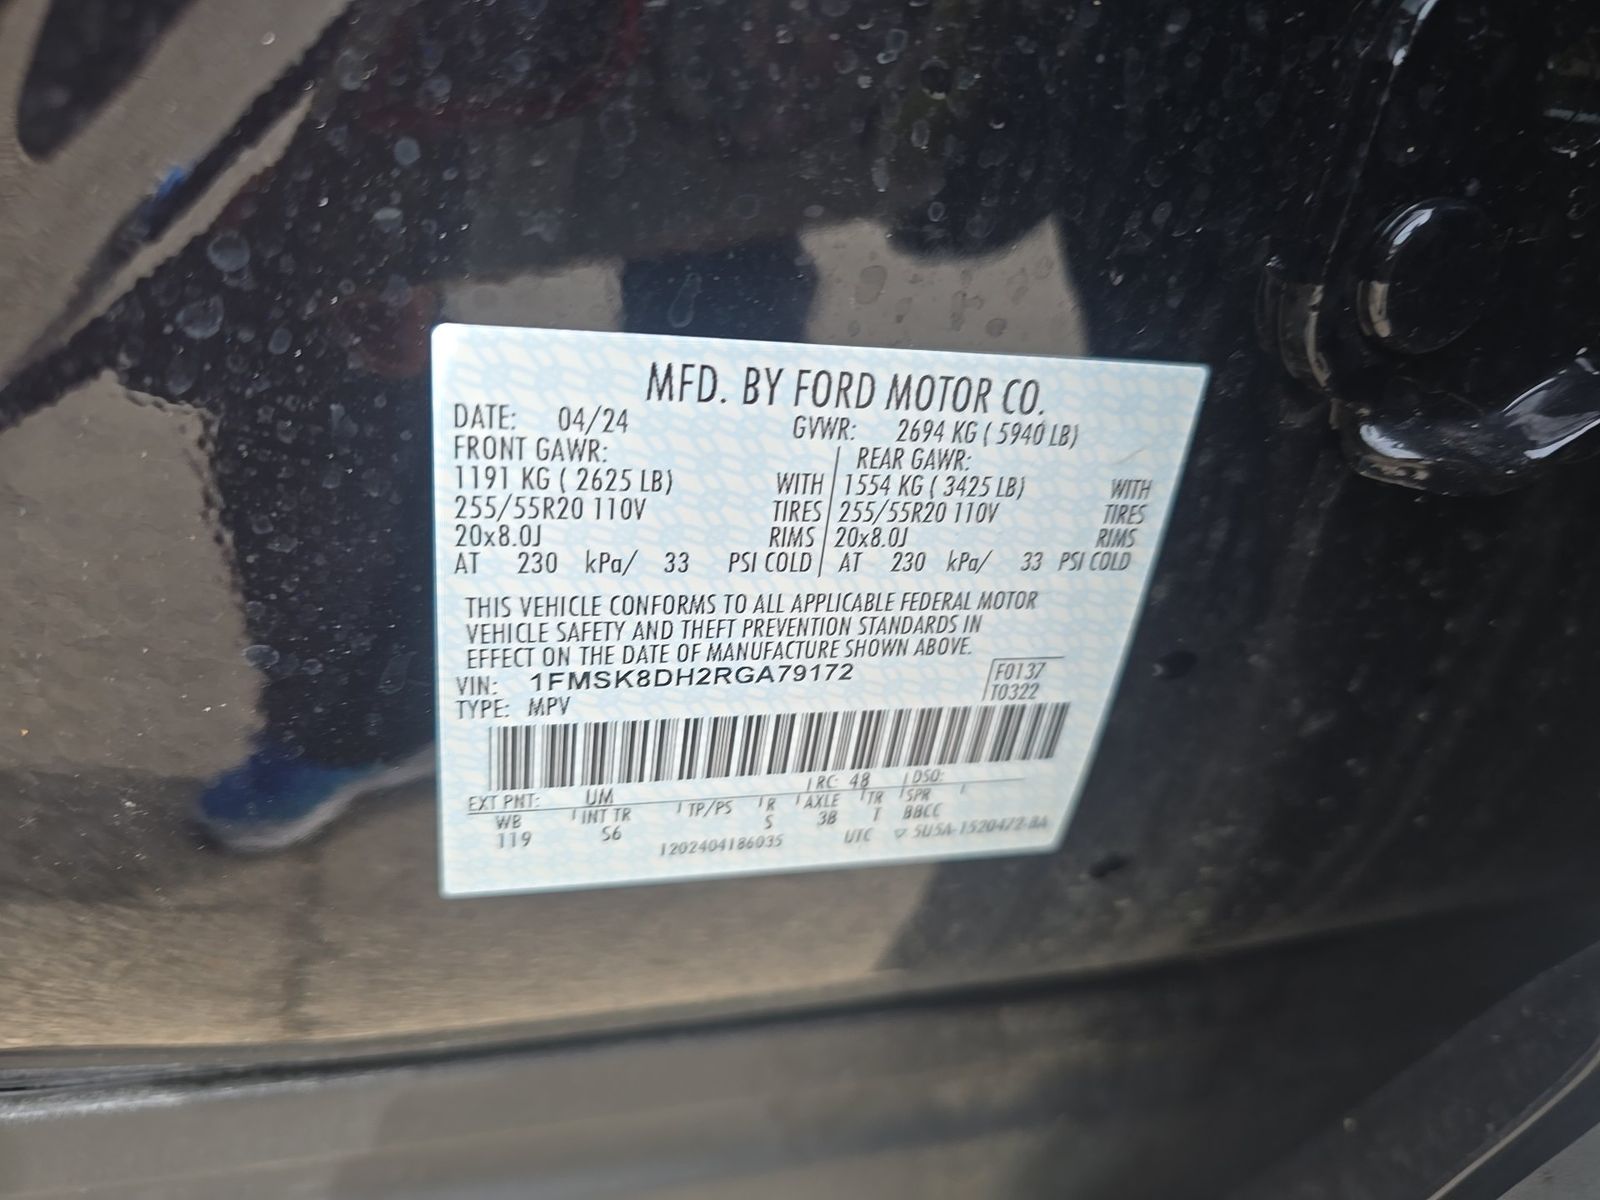 MFD. BY FORD MOTOR CO.
DATE: 04/24 GVWR: 2694 KG ( 5940 LB)
FRONT GAWR: REAR GAWR:
1191 KG ( 2625 LB) WITH 1554 KG ( 3425 LB) WITH
255/55R20 110V TIRES 255/55R20 110V TIRES
20x8.0J RIMS 20x8.0J RIMS
AT 230 kPa/ 33 PSI COLD AT 230 kPa/ 33 PSI COLD
THIS VEHICLE CONFORMS TO ALL APPLICABLE FEDERAL MOTOR
VEHICLE SAFETY AND THEFT PREVENTION STANDARDS IN
EFFECT ON THE DATE OF MANUFACTURE SHOWN ABOVE.
VIN: 1FMSK8DH2RGA79172 F0137
TYPE: MPV T0322
EXT PNT: UM RC: 48 DSO:
WB INT TR TP/PS R AXLE TR SPR
119 S6 S 3B T BBCC
1202404186035 UTC 5U5A-1520472-BA